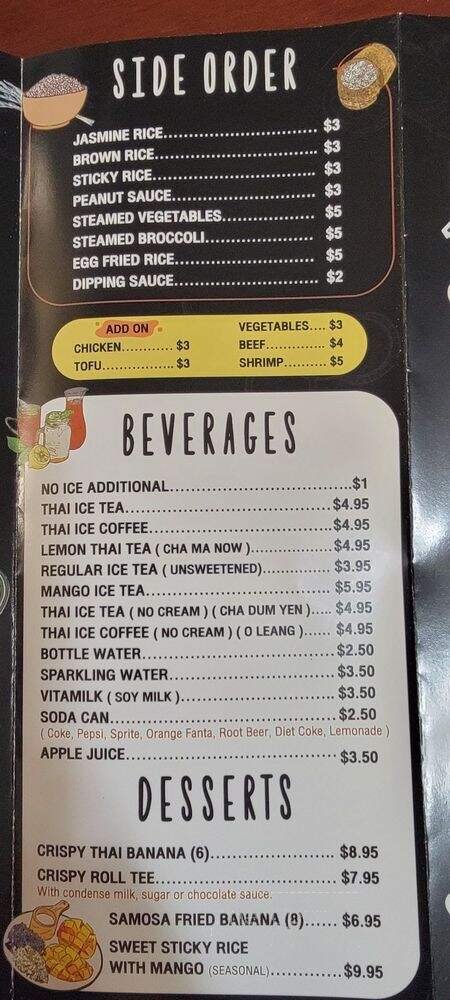 SIDE ORDER
JASMINE RICE............................. $3
BROWN RICE............................... $3
STICKY RICE............................... $3
PEANUT SAUCE........................... $3
STEAMED VEGETABLES................ $5
STEAMED BROCCOLI................... $5
EGG FRIED RICE.......................... $5
DIPPING SAUCE........................... $2
ADD ON
CHICKEN............ $3
TOFU................. $3
VEGETABLES.... $3
BEEF.............. $4
SHRIMP.......... $5
BEVERAGES
NO ICE ADDITIONAL..................................$1
THAI ICE TEA........................................$4.95
THAI ICE COFFEE...................................$4.95
LEMON THAI TEA ( CHA MA NOW )...................$4.95
REGULAR ICE TEA ( UNSWEETENED)................$3.95
MANGO ICE TEA................................... $5.95
THAI ICE TEA ( NO CREAM ) ( CHA DUM YEN )..... $4.95
THAI ICE COFFEE ( NO CREAM ) ( O LEANG )...... $4.95
BOTTLE WATER................................... $2.50
SPARKLING WATER.............................. $3.50
VITAMILK ( SOY MILK )............................ $3.50
SODA CAN........................................ $2.50
( Coke, Pepsi, Sprite, Orange Fanta, Root Beer, Diet Coke, Lemonade )
APPLE JUICE..................................... $3.50
DESSERTS
CRISPY THAI BANANA (6)...................... $8.95
CRISPY ROLL TEE................................ $7.95
With condense milk, sugar or chocolate sauce.
SAMOSA FRIED BANANA (8)...... $6.95
SWEET STICKY RICE
WITH MANGO (SEASONAL).............$9.95